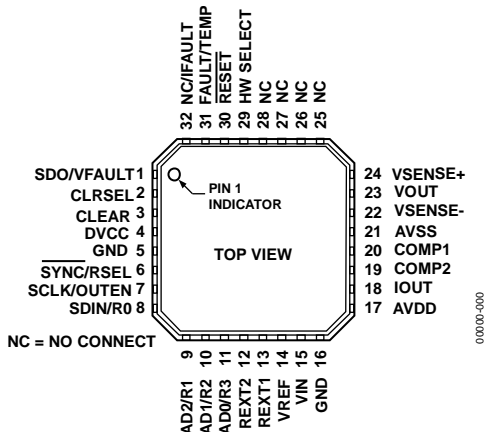 32 NC/IFAULT
31 FAULT/TEMP
30 RESET
29 HW SELECT
28 NC
27 NC
26 NC
25 NC
SDO/VFAULT 1
CLRSEL 2
CLEAR 3
DVCC 4
GND 5
SYNC/RSEL 6
SCLK/OUTEN 7
SDIN/R0 8
PIN 1
INDICATOR
TOP VIEW
24 VSENSE+
23 VOUT
22 VSENSE-
21 AVSS
20 COMP1
19 COMP2
18 IOUT
17 AVDD
NC = NO CONNECT
AD2/R1 9
AD1/R2 10
AD0/R3 11
REXT2 12
REXT1 13
VREF 14
VIN 15
GND 16
00000-000